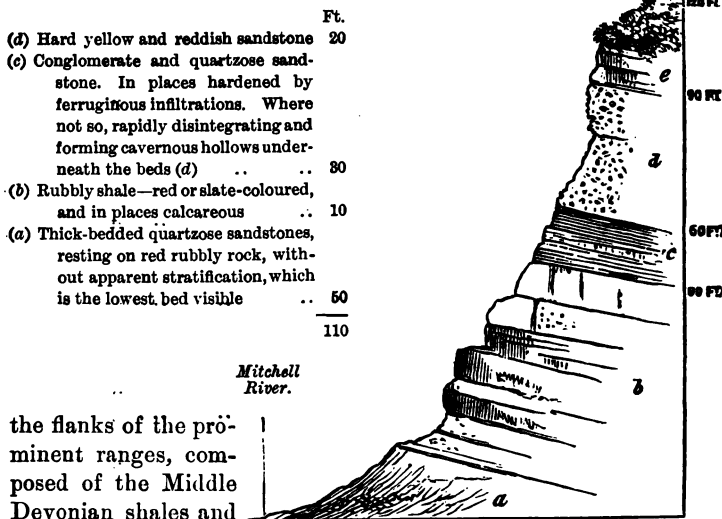 Ft.
(d) Hard yellow and reddish sandstone 20
(c) Conglomerate and quartzose sand-
stone. In places hardened by
ferruginous infiltrations. Where
not so, rapidly disintegrating and
forming cavernous hollows under-
neath the beds (d) .. .. 30
(b) Rubbly shale—red or slate-coloured,
and in places calcareous .. 10
(a) Thick-bedded quartzose sandstones,
resting on red rubbly rock, with-
out apparent stratification, which
is the lowest bed visible .. 50
110
Mitchell
River.
the flanks of the pro-
minent ranges, com-
posed of the Middle
Devonian shales and
e
90 FT
d
60 FT
c
b
a